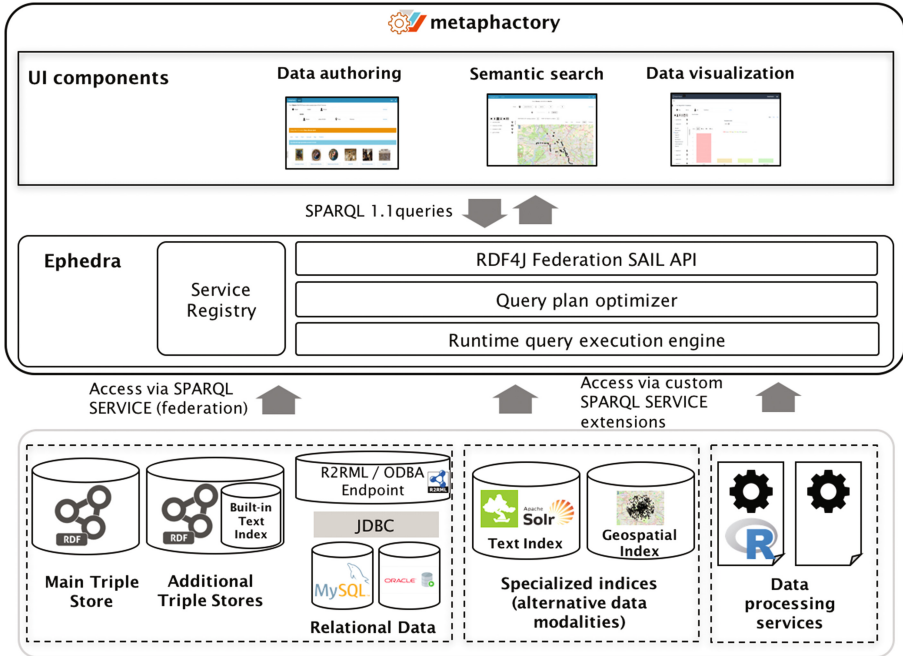 metaphactory
UI components
Data authoring
Semantic search
Data visualization
SPARQL 1.1queries
Ephedra
Service
Registry
RDF4J Federation SAIL API
Query plan optimizer
Runtime query execution engine
Access via SPARQL
SERVICE (federation)
Access via custom
SPARQL SERVICE
extensions
RDF
Main Triple
Store
RDF
Built-in
Text
Index
Additional
Triple Stores
R2RML / ODBA
Endpoint
R2RML
JDBC
MySQL
ORACLE
Relational Data
Apache
Solr
Text Index
Geospatial
Index
Specialized indices
(alternative data
modalities)
R
Data
processing
services